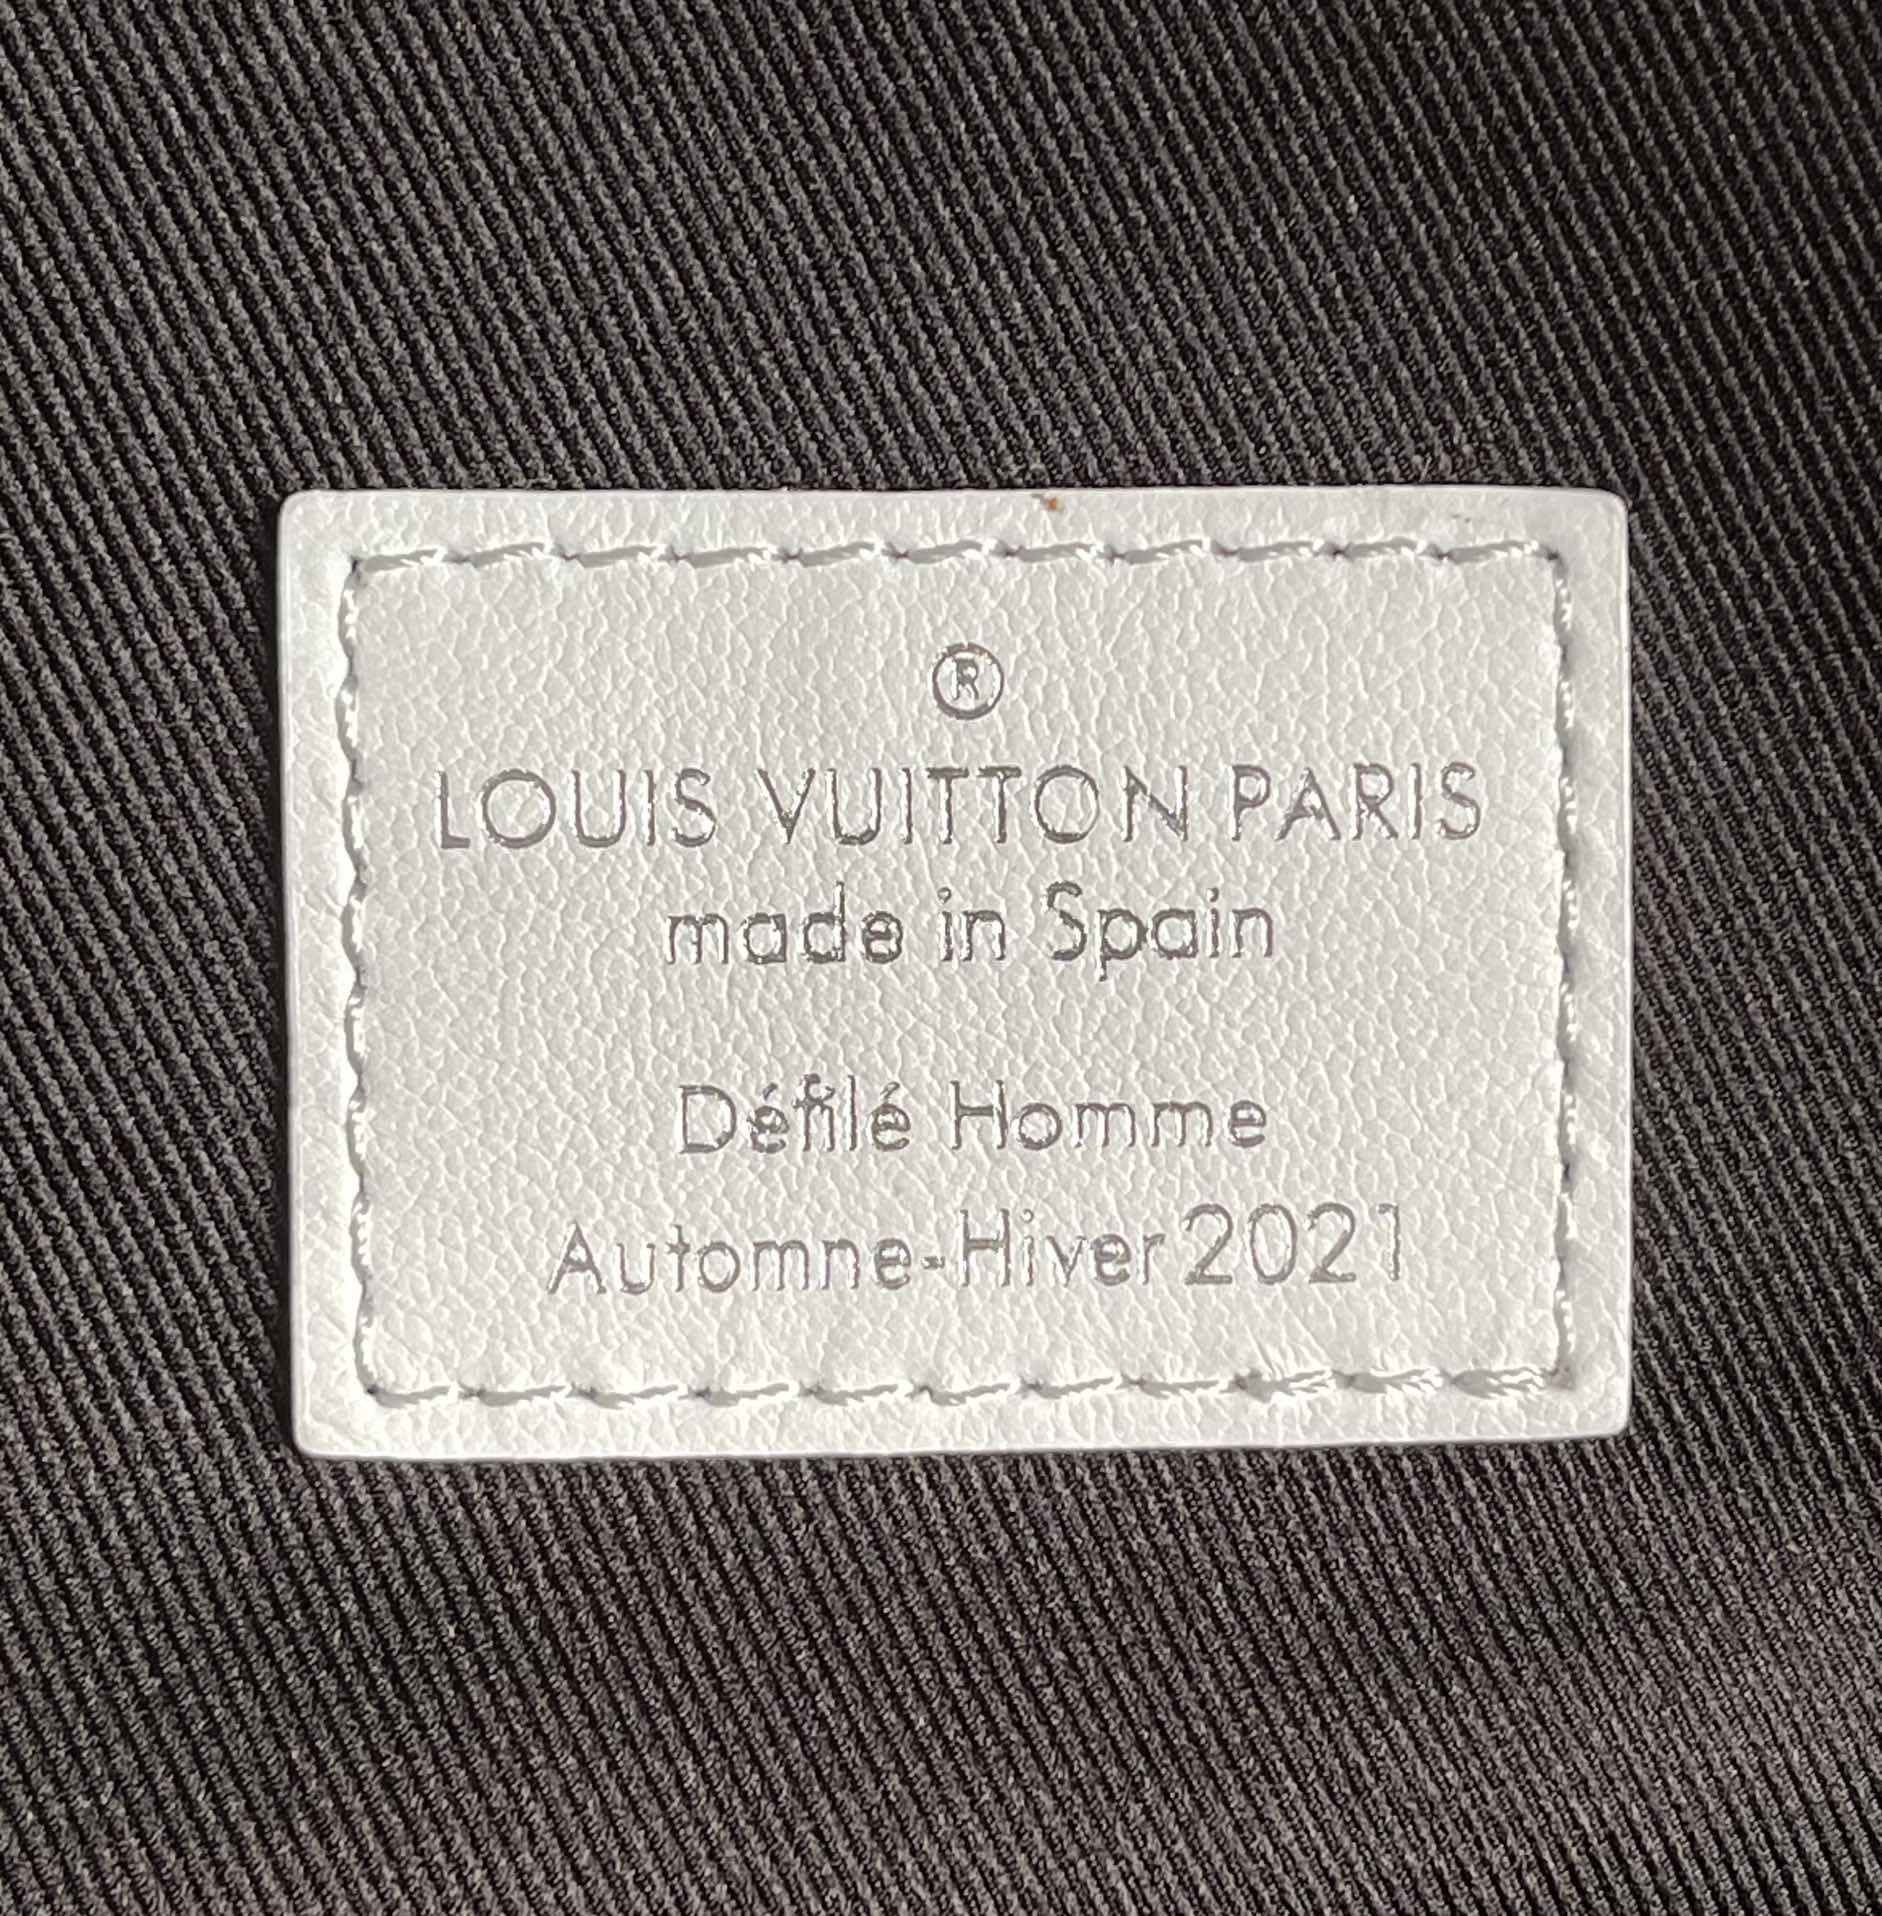 ®
LOUIS VUITTON PARIS
made in Spain
Défilé Homme
Automne-Hiver 2021